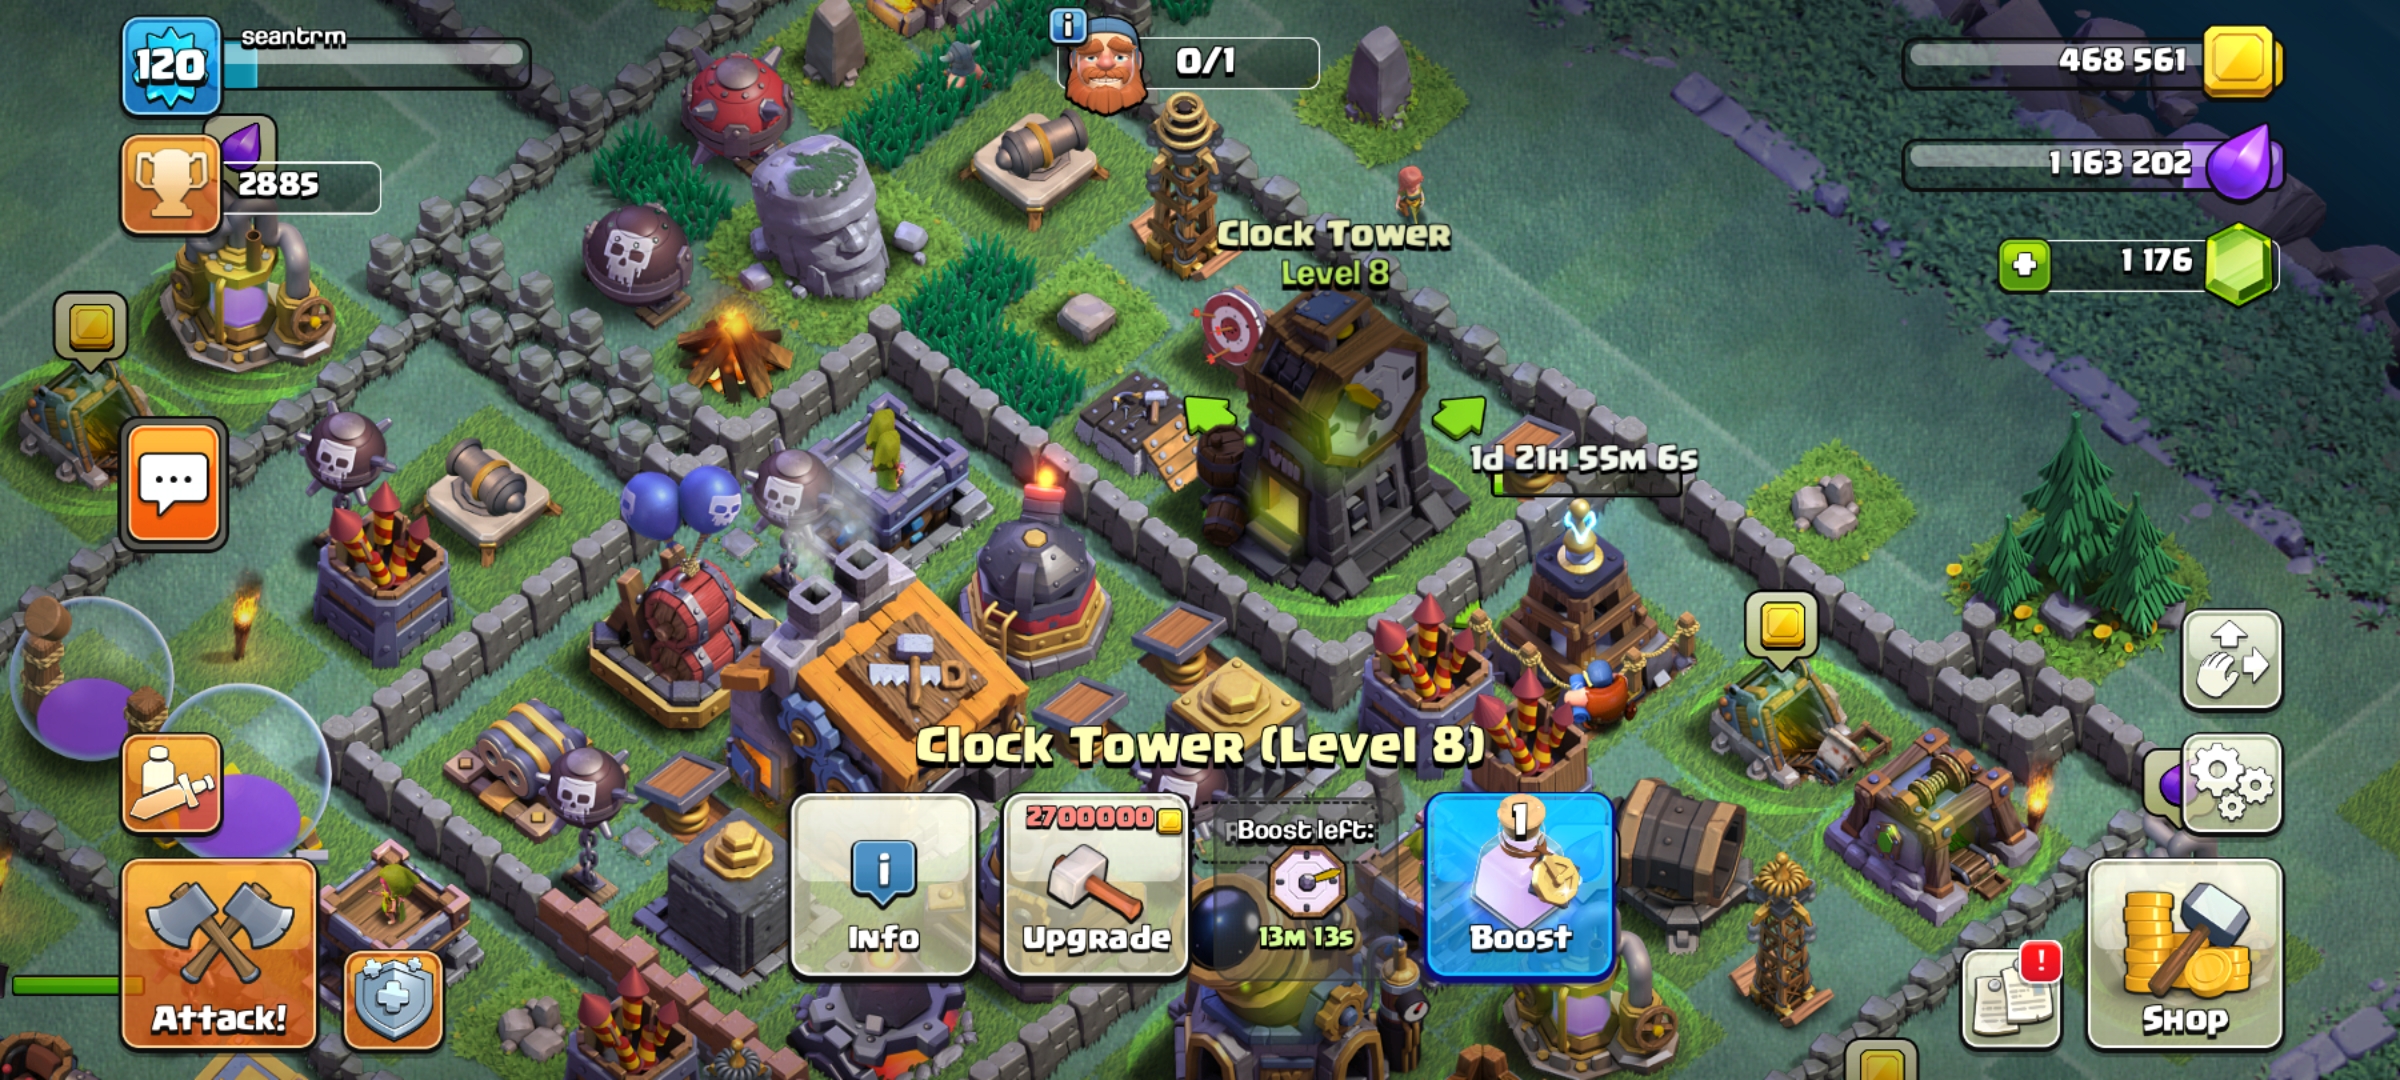 120
seantrm
i
0/1
468 561
2885
1 163 202
1 176
Clock Tower
Level 8
1d 21h 55m 6s
Clock Tower (Level 8)
i
Info
2700000
Upgrade
Boost left:
13m 13s
1
Boost
Attack!
!
Shop